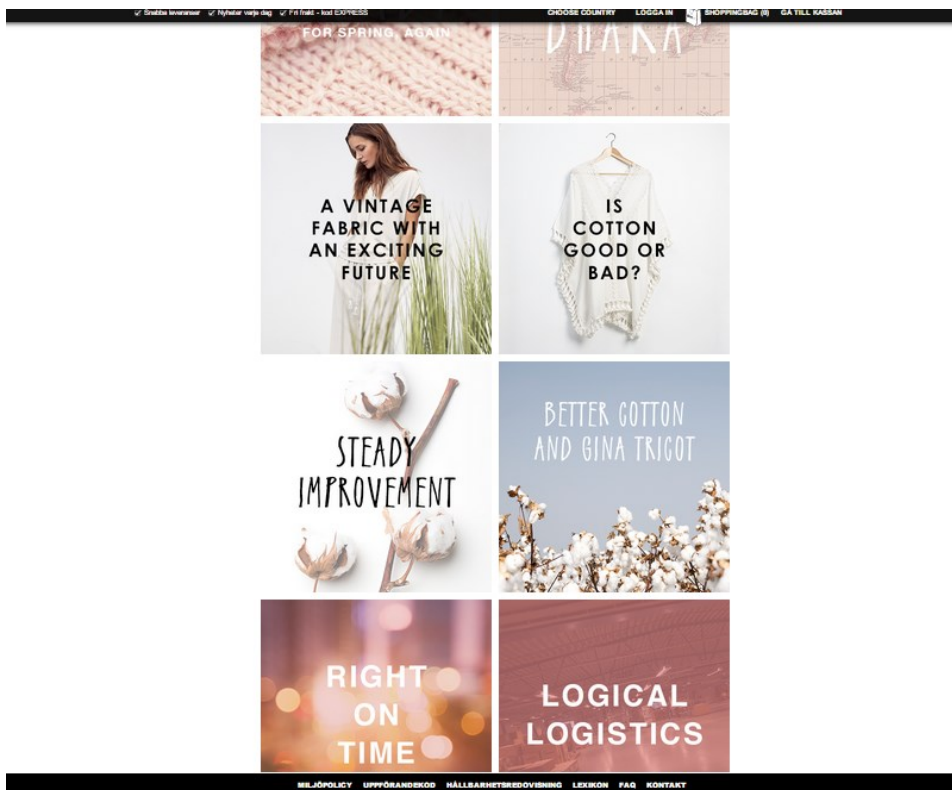 Snabba leveranser Nyheter varje dag Fri frakt - kod EXPRESS CHOOSE COUNTRY LOGGA IN SHOPPINGBAG (0) GÅ TILL KASSAN
FOR SPRING, AGAIN
DHAKA
A VINTAGE
FABRIC WITH
AN EXCITING
FUTURE
IS
COTTON
GOOD OR
BAD?
STEADY
IMPROVEMENT
BETTER COTTON
AND GINA TRICOT
RIGHT
ON
TIME
LOGICAL
LOGISTICS
MILJÖPOLICY UPPFÖRANDEKOD HÅLLBARHETSREDOVISNING LEXIKON FAQ KONTAKT